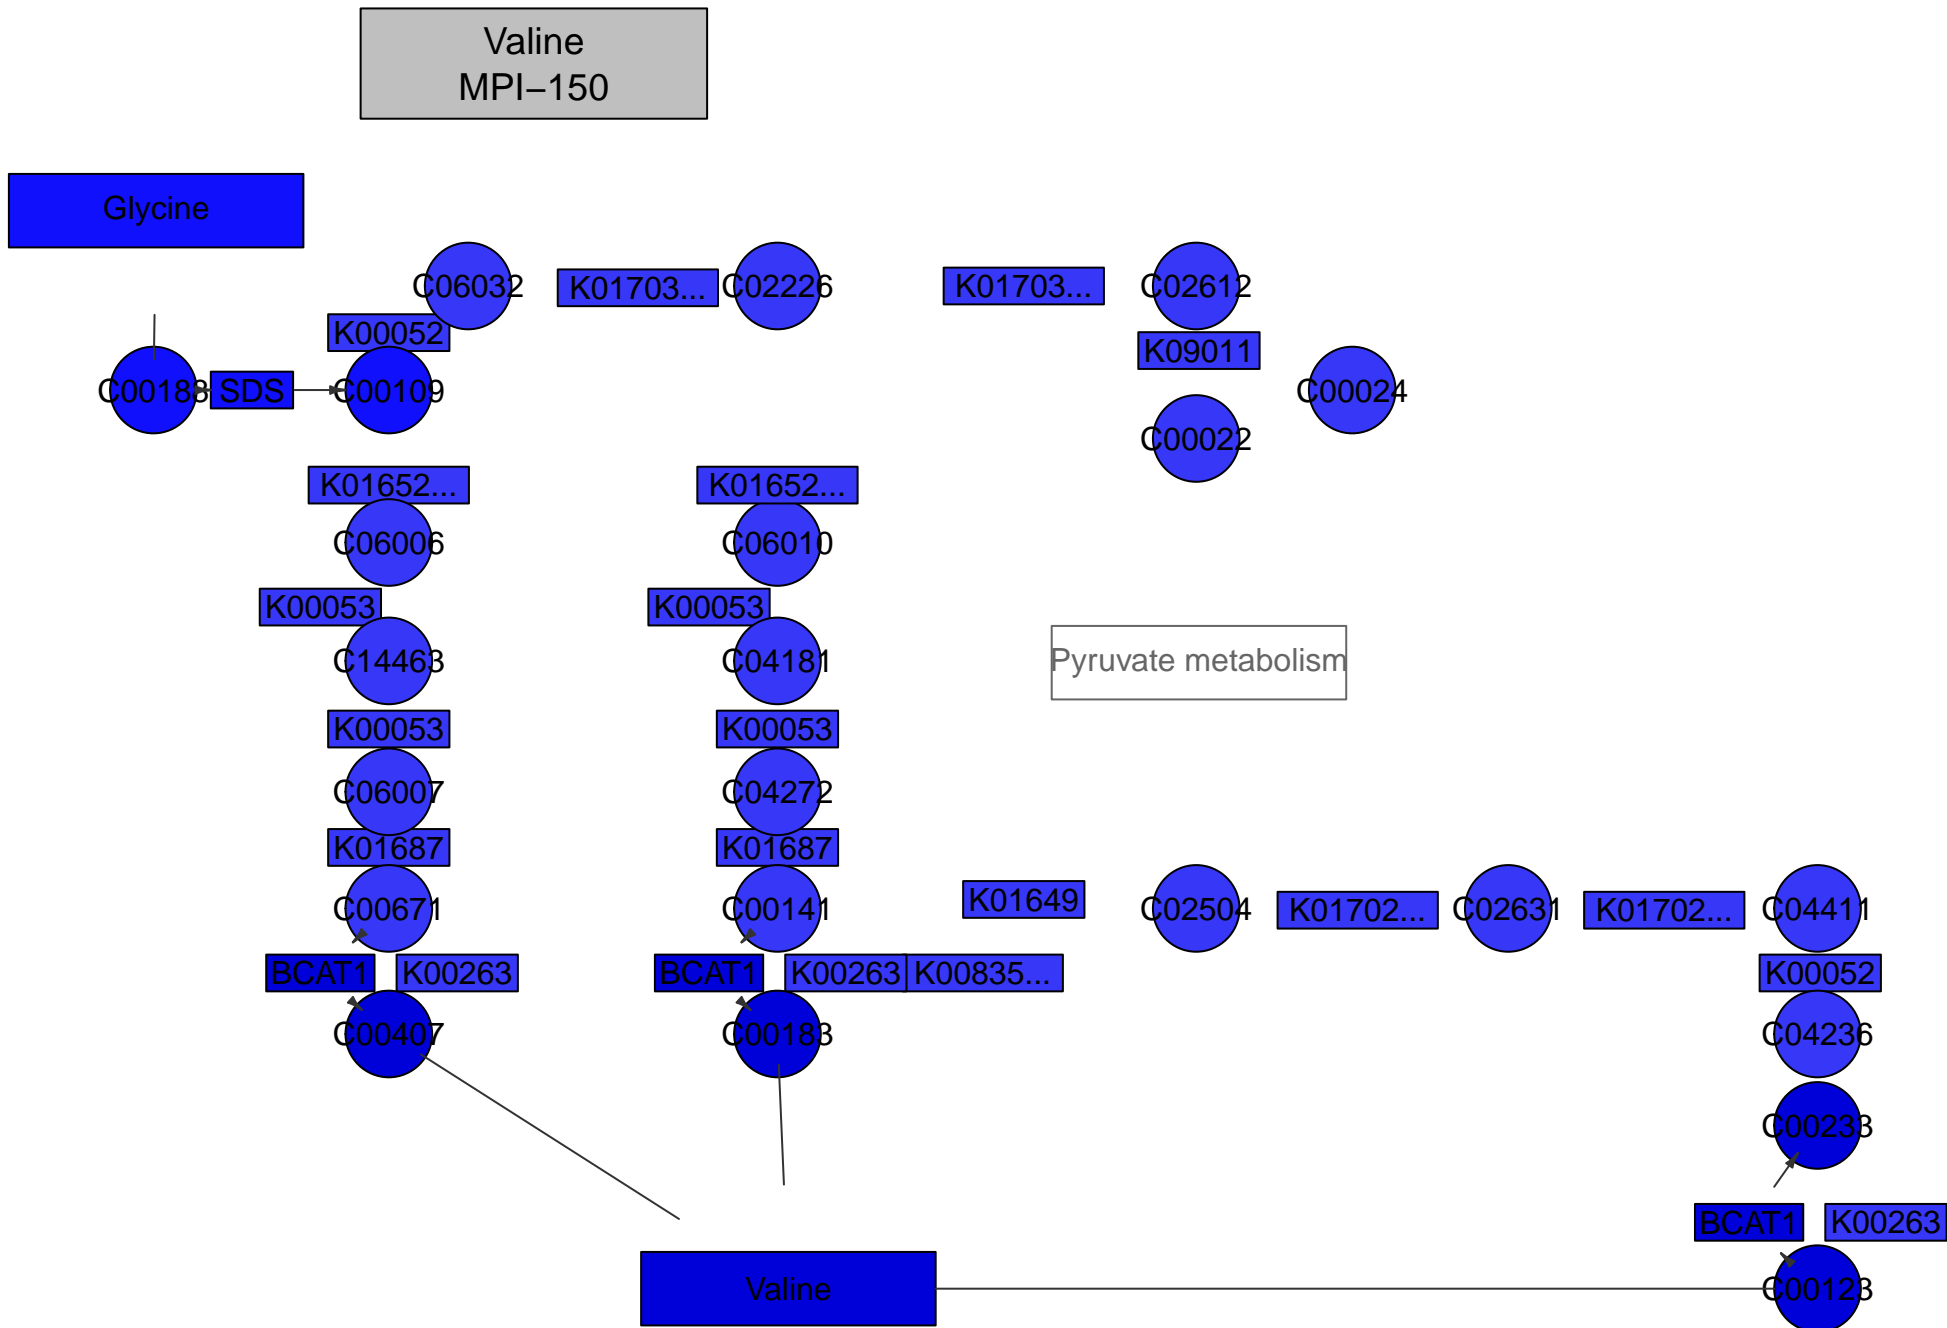 Valine
MPI−150
Glycine
C06032
K01703...
C02226
K01703...
C02612
K00052
K09011
C00188
SDS
C00109
C00024
C00022
K01652...
K01652...
C06006
C06010
K00053
K00053
C14463
C04181
Pyruvate metabolism
K00053
K00053
C06007
C04272
K01687
K01687
C00671
C00141
K01649
C02504
K01702...
C02631
K01702...
C04411
BCAT1
K00263
BCAT1
K00263
K00835...
K00052
C00407
C00183
C04236
C00233
BCAT1
K00263
Valine
C00123